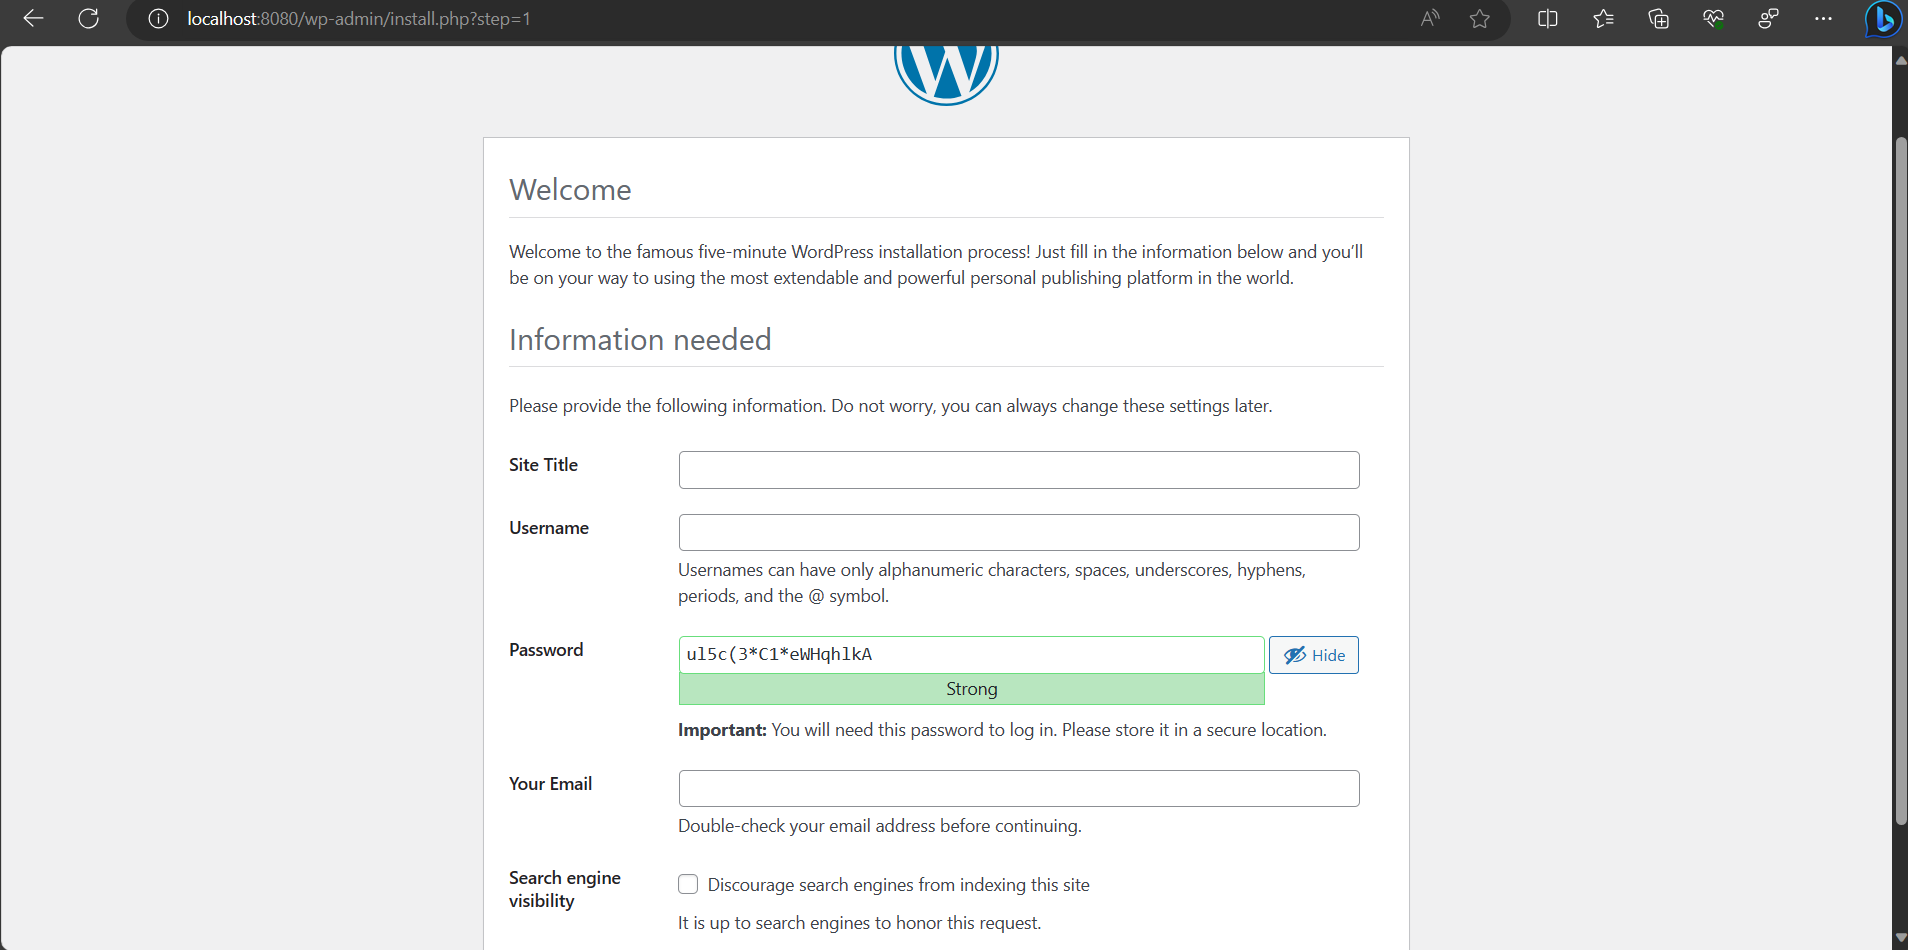 localhost:8080/wp-admin/install.php?step=1
Welcome
Welcome to the famous five-minute WordPress installation process! Just fill in the information below and you’ll
be on your way to using the most extendable and powerful personal publishing platform in the world.
Information needed
Please provide the following information. Do not worry, you can always change these settings later.
Site Title
Username
Usernames can have only alphanumeric characters, spaces, underscores, hyphens,
periods, and the @ symbol.
Password
ul5c(3*C1*eWHqhlkA
Hide
Strong
Important: You will need this password to log in. Please store it in a secure location.
Your Email
Double-check your email address before continuing.
Search engine
visibility
Discourage search engines from indexing this site
It is up to search engines to honor this request.